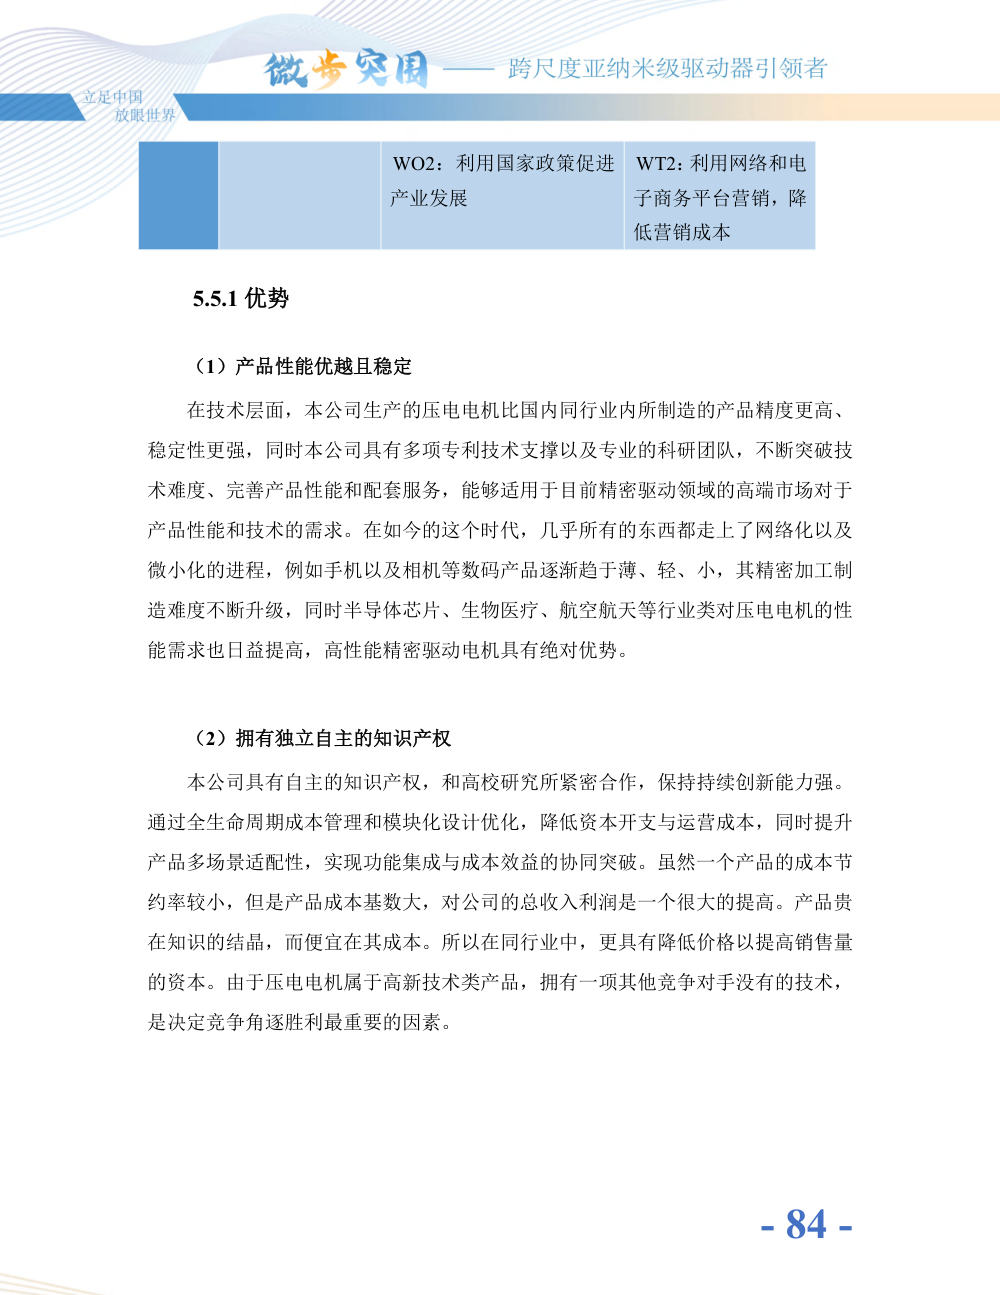 微步突围 —— 跨尺度亚纳米级驱动器引领者
立足中国
放眼世界
WO2：利用国家政策促进
产业发展
WT2：利用网络和电
子商务平台营销，降
低营销成本
5.5.1 优势
（1）产品性能优越且稳定
在技术层面，本公司生产的压电电机比国内同行业内所制造的产品精度更高、
稳定性更强，同时本公司具有多项专利技术支撑以及专业的科研团队，不断突破技
术难度、完善产品性能和配套服务，能够适用于目前精密驱动领域的高端市场对于
产品性能和技术的需求。在如今的这个时代，几乎所有的东西都走上了网络化以及
微小化的进程，例如手机以及相机等数码产品逐渐趋于薄、轻、小，其精密加工制
造难度不断升级，同时半导体芯片、生物医疗、航空航天等行业类对压电电机的性
能需求也日益提高，高性能精密驱动电机具有绝对优势。
（2）拥有独立自主的知识产权
本公司具有自主的知识产权，和高校研究所紧密合作，保持持续创新能力强。
通过全生命周期成本管理和模块化设计优化，降低资本开支与运营成本，同时提升
产品多场景适配性，实现功能集成与成本效益的协同突破。虽然一个产品的成本节
约率较小，但是产品成本基数大，对公司的总收入利润是一个很大的提高。产品贵
在知识的结晶，而便宜在其成本。所以在同行业中，更具有降低价格以提高销售量
的资本。由于压电电机属于高新技术类产品，拥有一项其他竞争对手没有的技术，
是决定竞争角逐胜利最重要的因素。
- 84 -